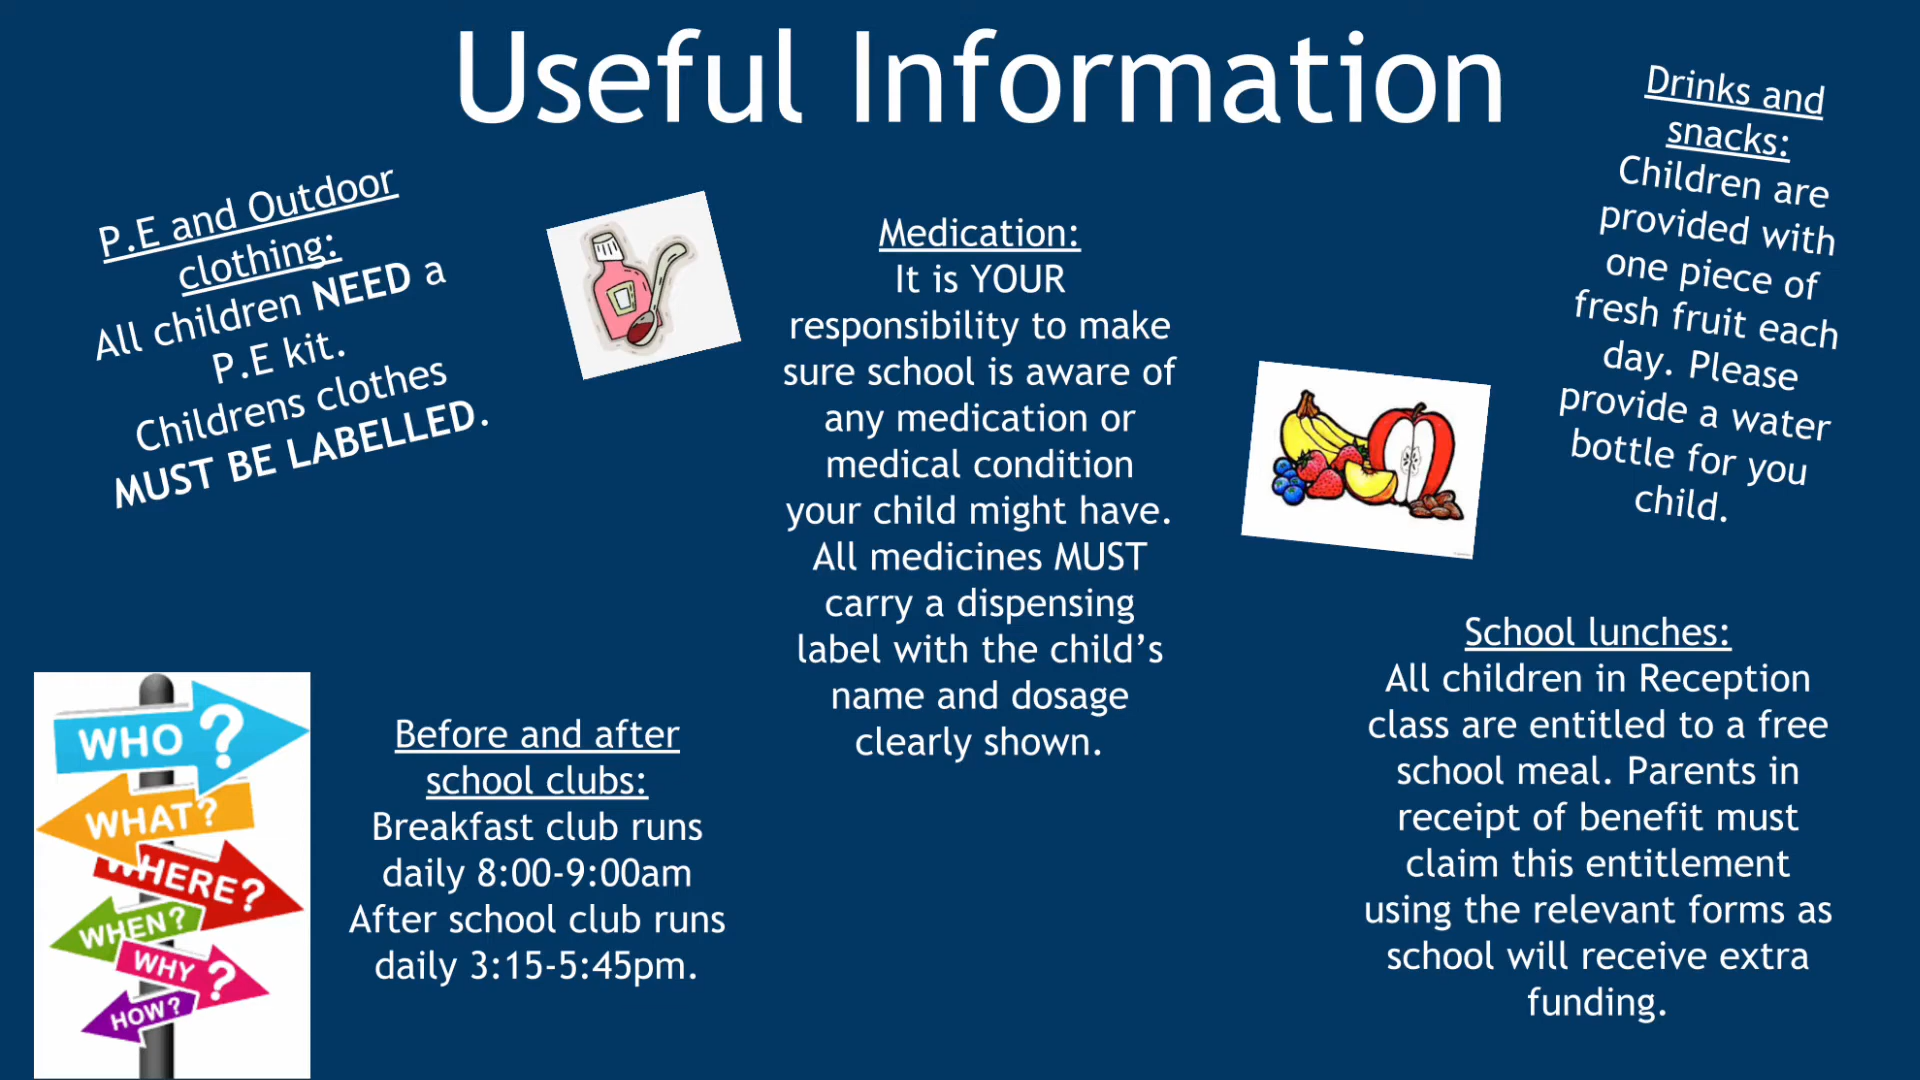 Useful Information
P.E and Outdoor
clothing:
All children NEED a
P.E kit.
Childrens clothes
MUST BE LABELLED.
Medication:
It is YOUR
responsibility to make
sure school is aware of
any medication or
medical condition
your child might have.
All medicines MUST
carry a dispensing
label with the child’s
name and dosage
clearly shown.
Drinks and
snacks:
Children are
provided with
one piece of
fresh fruit each
day. Please
provide a water
bottle for you
child.
WHO ?
WHAT?
WHERE?
WHEN?
WHY ?
HOW?
Before and after
school clubs:
Breakfast club runs
daily 8:00-9:00am
After school club runs
daily 3:15-5:45pm.
School lunches:
All children in Reception
class are entitled to a free
school meal. Parents in
receipt of benefit must
claim this entitlement
using the relevant forms as
school will receive extra
funding.